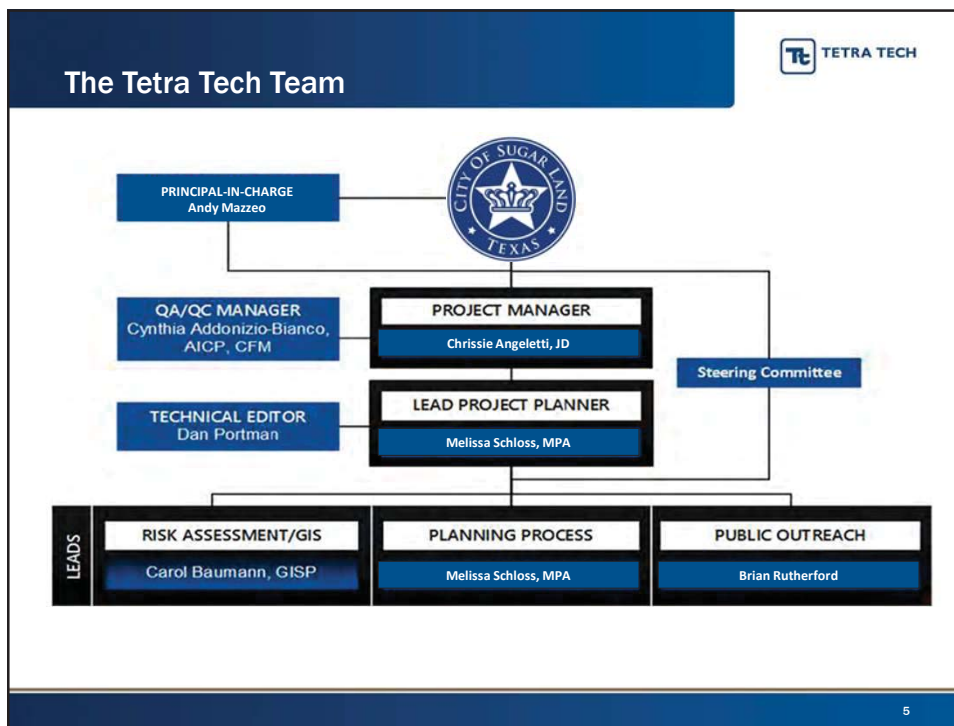 The Tetra Tech Team
Tt TETRA TECH
CITY OF SUGAR LAND
TEXAS
PRINCIPAL-IN-CHARGE
Andy Mazzeo
QA/QC MANAGER
Cynthia Addonizio-Bianco,
AICP, CFM
PROJECT MANAGER
Chrissie Angeletti, JD
Steering Committee
TECHNICAL EDITOR
Dan Portman
LEAD PROJECT PLANNER
Melissa Schloss, MPA
LEADS
RISK ASSESSMENT/GIS
Carol Baumann, GISP
PLANNING PROCESS
Melissa Schloss, MPA
PUBLIC OUTREACH
Brian Rutherford
5